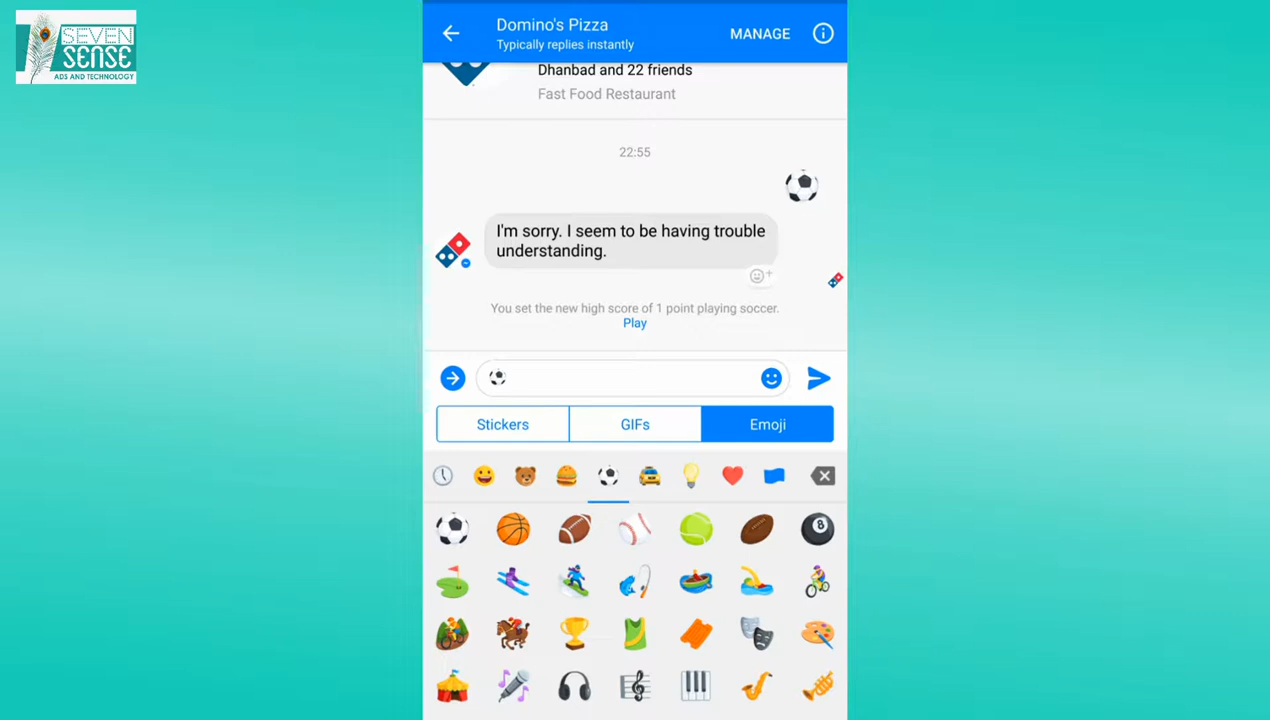 SEVEN
SENSE
ADS AND TECHNOLOGY
Domino's Pizza
Typically replies instantly
MANAGE
Dhanbad and 22 friends
Fast Food Restaurant
22:55
I'm sorry. I seem to be having trouble
understanding.
You set the new high score of 1 point playing soccer.
Play
Stickers
GIFs
Emoji
8